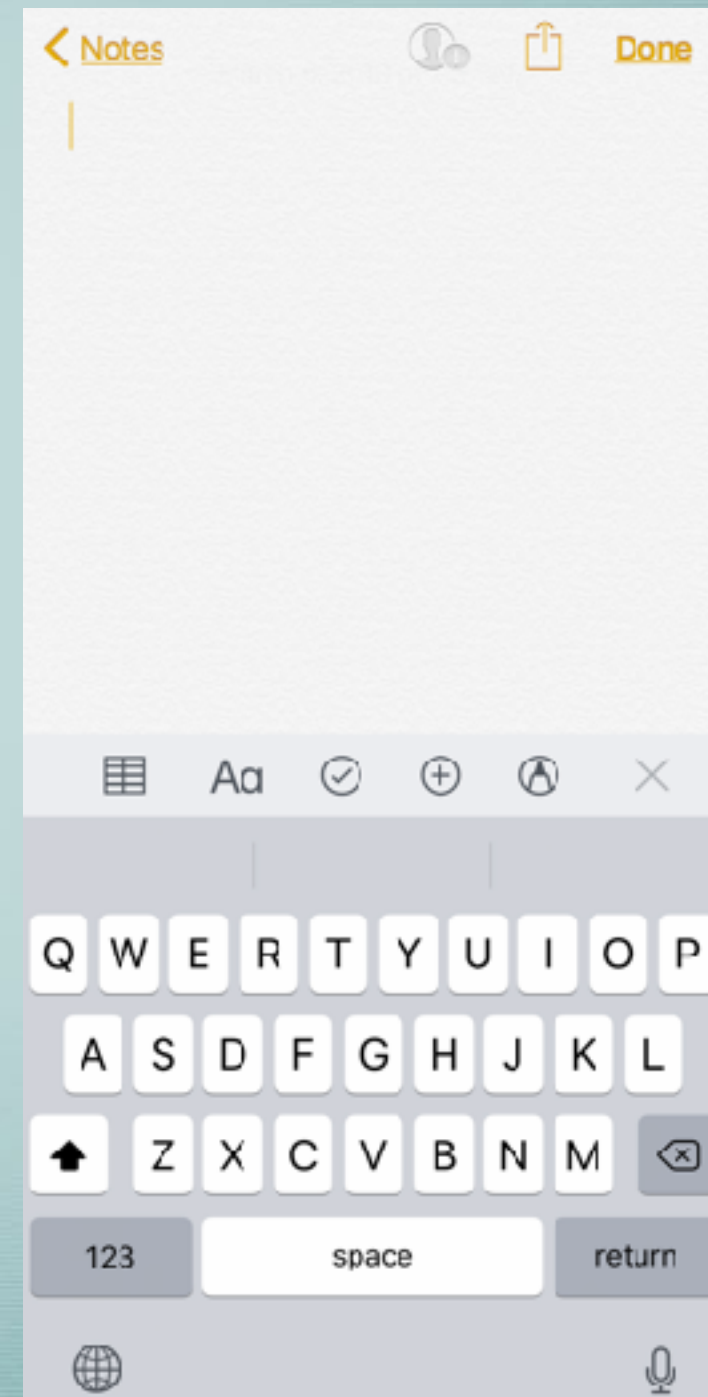 Notes Done
Aa
Q W E R T Y U I O P
A S D F G H J K L
Z X C V B N M
123 space return